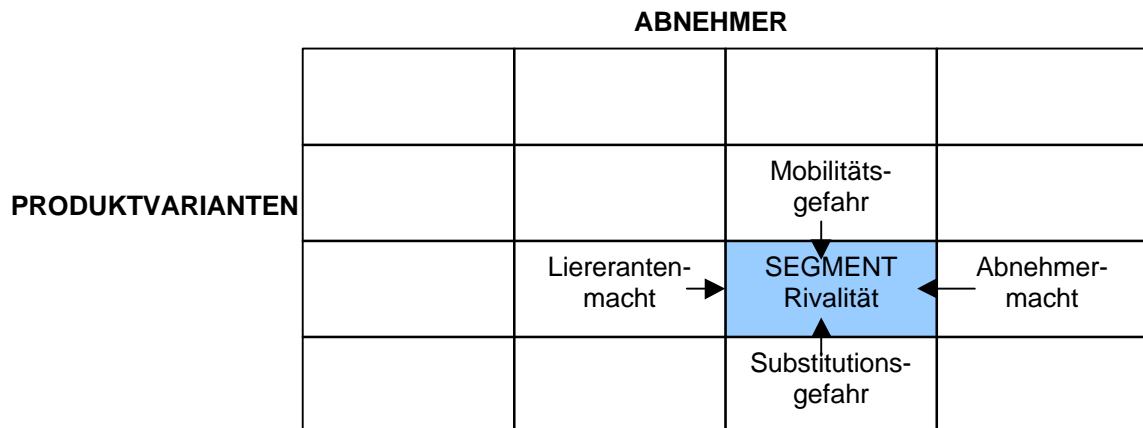 ABNEHMER
Mobilitäts-
gefahr
PRODUKTVARIANTEN
Liereranten-
macht
SEGMENT
Rivalität
Abnehmer-
macht
Substitutions-
gefahr